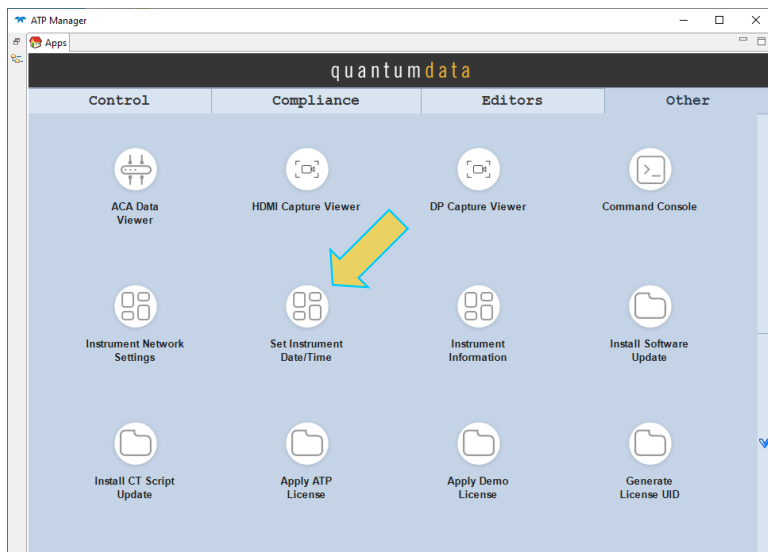 ATP Manager
Apps
quantumdata
Control Compliance Editors Other
ACA Data
Viewer
HDMI Capture Viewer
DP Capture Viewer
Command Console
Instrument Network
Settings
Set Instrument
Date/Time
Instrument
Information
Install Software
Update
Install CT Script
Update
Apply ATP
License
Apply Demo
License
Generate
License UID